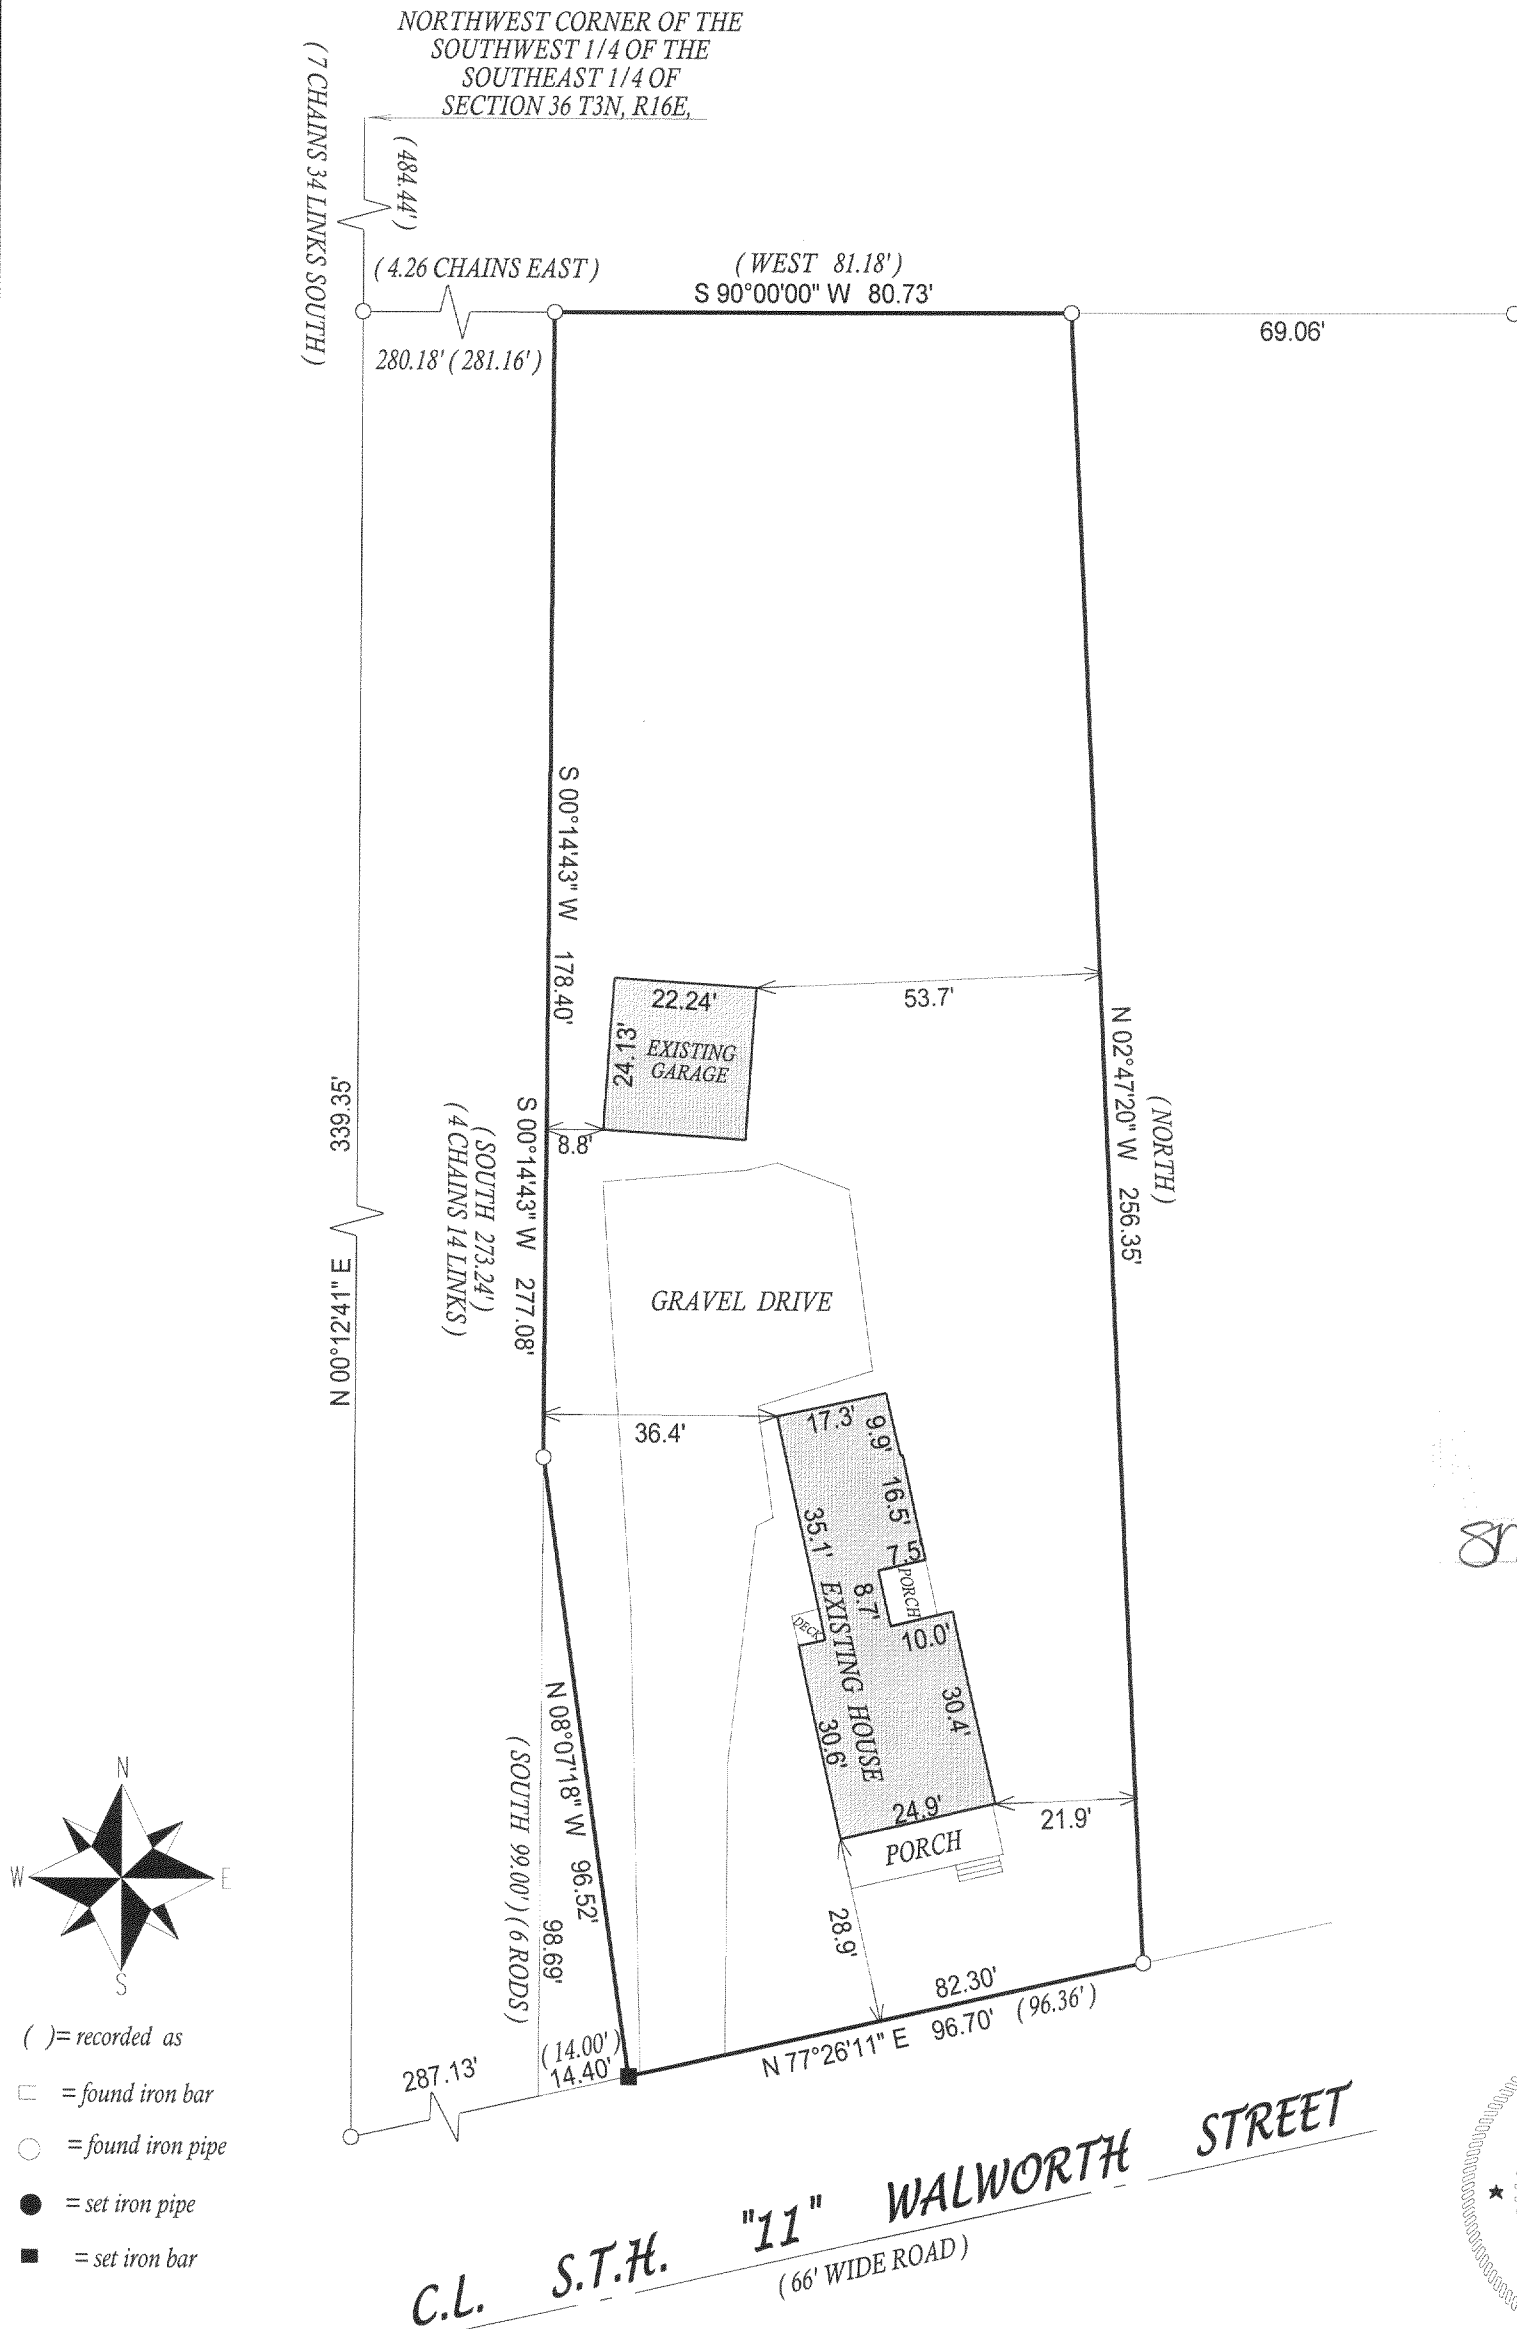 NORTHWEST CORNER OF THE
SOUTHWEST 1/4 OF THE
SOUTHEAST 1/4 OF
SECTION 36 T3N, R16E,
( 7 CHAINS 34 LINKS SOUTH )
( 484.44' )
( 4.26 CHAINS EAST )
280.18' ( 281.16' )
( WEST 81.18' )
S 90°00'00" W 80.73'
69.06'
S 00°14'43" W 178.40'
22.24'
24.13'
EXISTING
GARAGE
53.7'
8.8'
N 02°47'20" W 256.35'
( NORTH )
339.35'
N 00°12'41" E
S 00°14'43" W 277.08'
( SOUTH 273.24' )
( 4 CHAINS 14 LINKS )
GRAVEL DRIVE
36.4'
17.3'
9.9'
16.5'
7.5'
35.1'
8.7'
PORCH
10.0'
DECK
EXISTING HOUSE
30.4'
30.6'
24.9'
21.9'
PORCH
28.9'
N 08°07'18" W 96.52'
( SOUTH 99.00' ) ( 6 RODS )
98.69'
82.30'
N 77°26'11" E 96.70' ( 96.36' )
( 14.00' )
14.40'
287.13'
N
W
E
S
( )= recorded as
= found iron bar
= found iron pipe
= set iron pipe
= set iron bar
C.L. S.T.H. "11" WALWORTH STREET
( 66' WIDE ROAD )